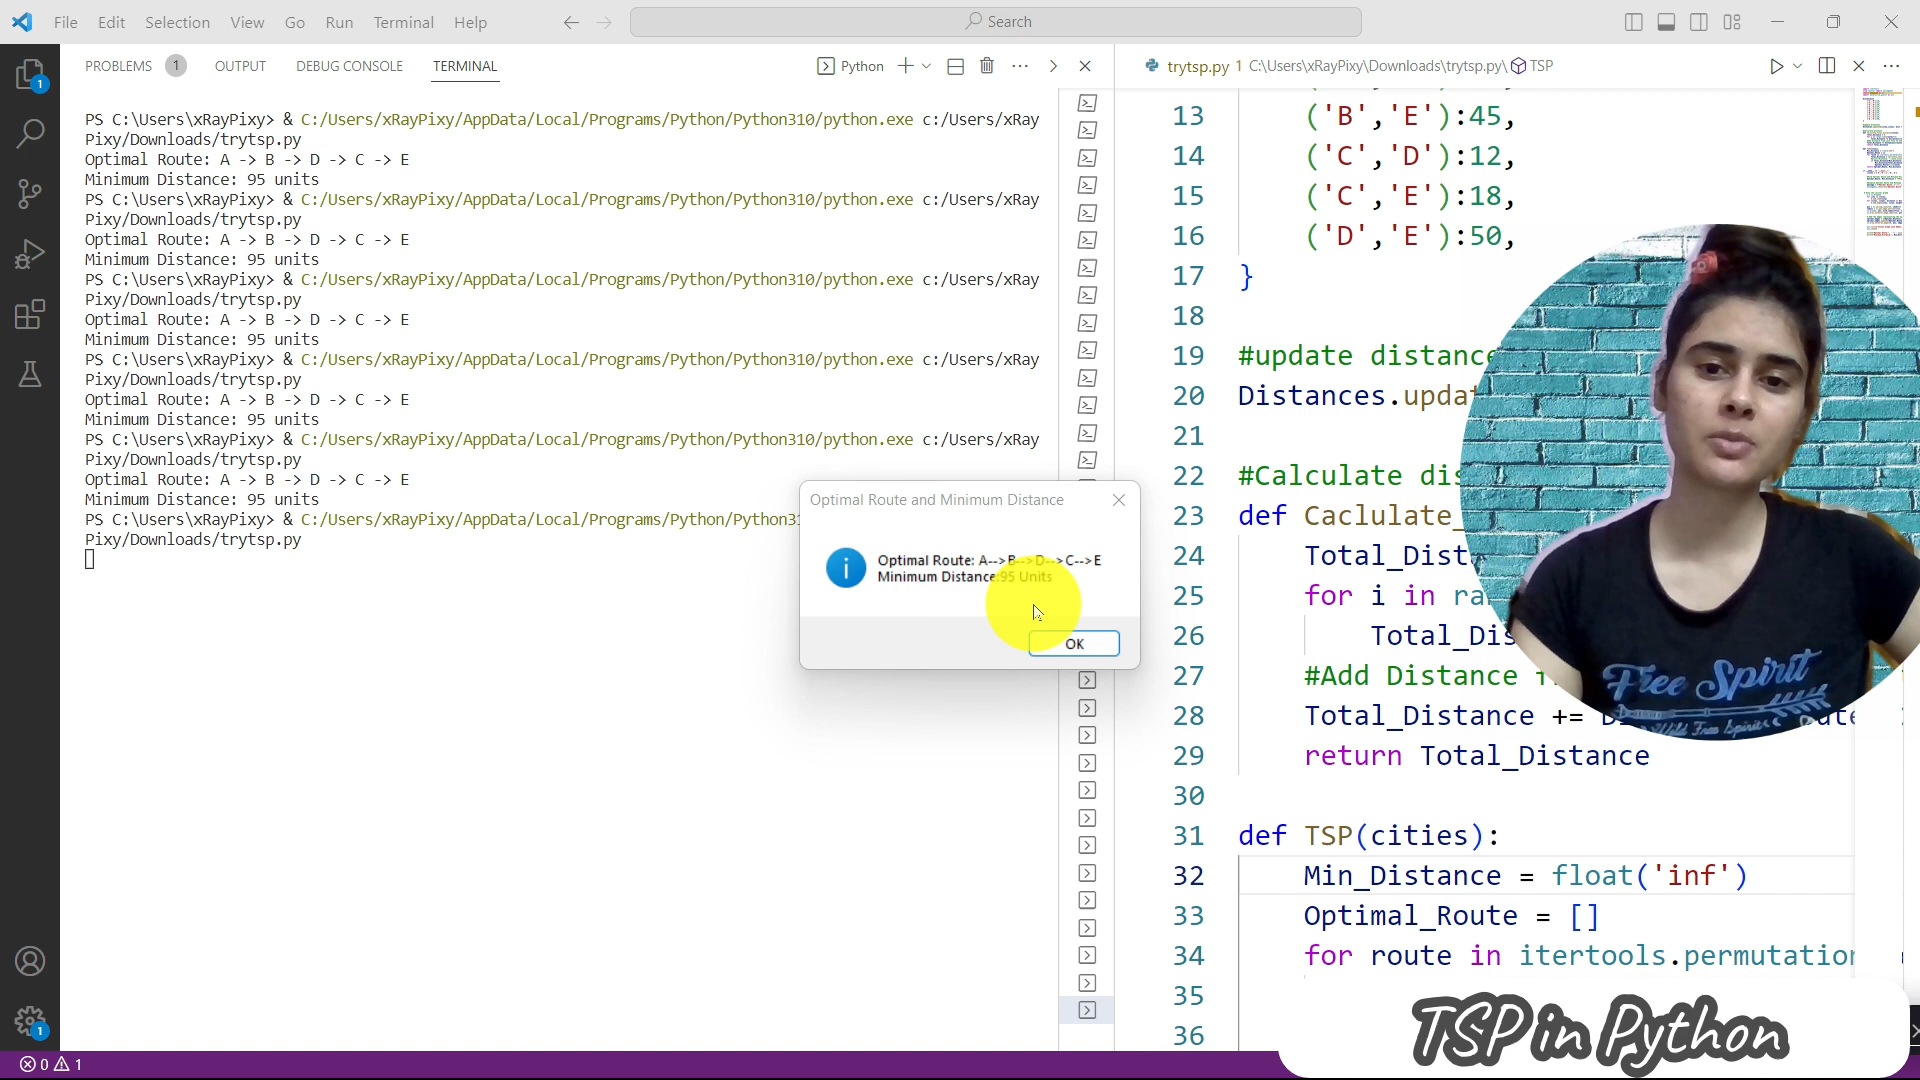 File Edit Selection View Go Run Terminal Help
Search
PROBLEMS 1 OUTPUT DEBUG CONSOLE TERMINAL
Python
PS C:\Users\xRayPixy> & C:/Users/xRayPixy/AppData/Local/Programs/Python/Python310/python.exe c:/Users/xRay
Pixy/Downloads/trytsp.py
Optimal Route: A -> B -> D -> C -> E
Minimum Distance: 95 units
PS C:\Users\xRayPixy> & C:/Users/xRayPixy/AppData/Local/Programs/Python/Python310/python.exe c:/Users/xRay
Pixy/Downloads/trytsp.py
Optimal Route: A -> B -> D -> C -> E
Minimum Distance: 95 units
PS C:\Users\xRayPixy> & C:/Users/xRayPixy/AppData/Local/Programs/Python/Python310/python.exe c:/Users/xRay
Pixy/Downloads/trytsp.py
Optimal Route: A -> B -> D -> C -> E
Minimum Distance: 95 units
PS C:\Users\xRayPixy> & C:/Users/xRayPixy/AppData/Local/Programs/Python/Python310/python.exe c:/Users/xRay
Pixy/Downloads/trytsp.py
Optimal Route: A -> B -> D -> C -> E
Minimum Distance: 95 units
PS C:\Users\xRayPixy> & C:/Users/xRayPixy/AppData/Local/Programs/Python/Python310/python.exe c:/Users/xRay
Pixy/Downloads/trytsp.py
Optimal Route: A -> B -> D -> C -> E
Minimum Distance: 95 units
PS C:\Users\xRayPixy> & C:/Users/xRayPixy/AppData/Local/Programs/Python/Python31
Pixy/Downloads/trytsp.py
Optimal Route and Minimum Distance
Optimal Route: A-->B-->D-->C-->E
Minimum Distance:95 Units
OK
trytsp.py 1 C:\Users\xRayPixy\Downloads\trytsp.py\ TSP
13 ('B','E'):45,
14 ('C','D'):12,
15 ('C','E'):18,
16 ('D','E'):50,
17 }
18
19 #update distance
20 Distances.updat
21
22 #Calculate dis
23 def Caclulate_
24 Total_Dist
25 for i in ra
26 Total_Dis
27 #Add Distance
28 Total_Distance +=
29 return Total_Distance
30
31 def TSP(cities):
32 Min_Distance = float('inf')
33 Optimal_Route = []
34 for route in itertools.permutation
35
36
Free Spirit
Wild Free Spirit
TSP in Python
1
1
0 1